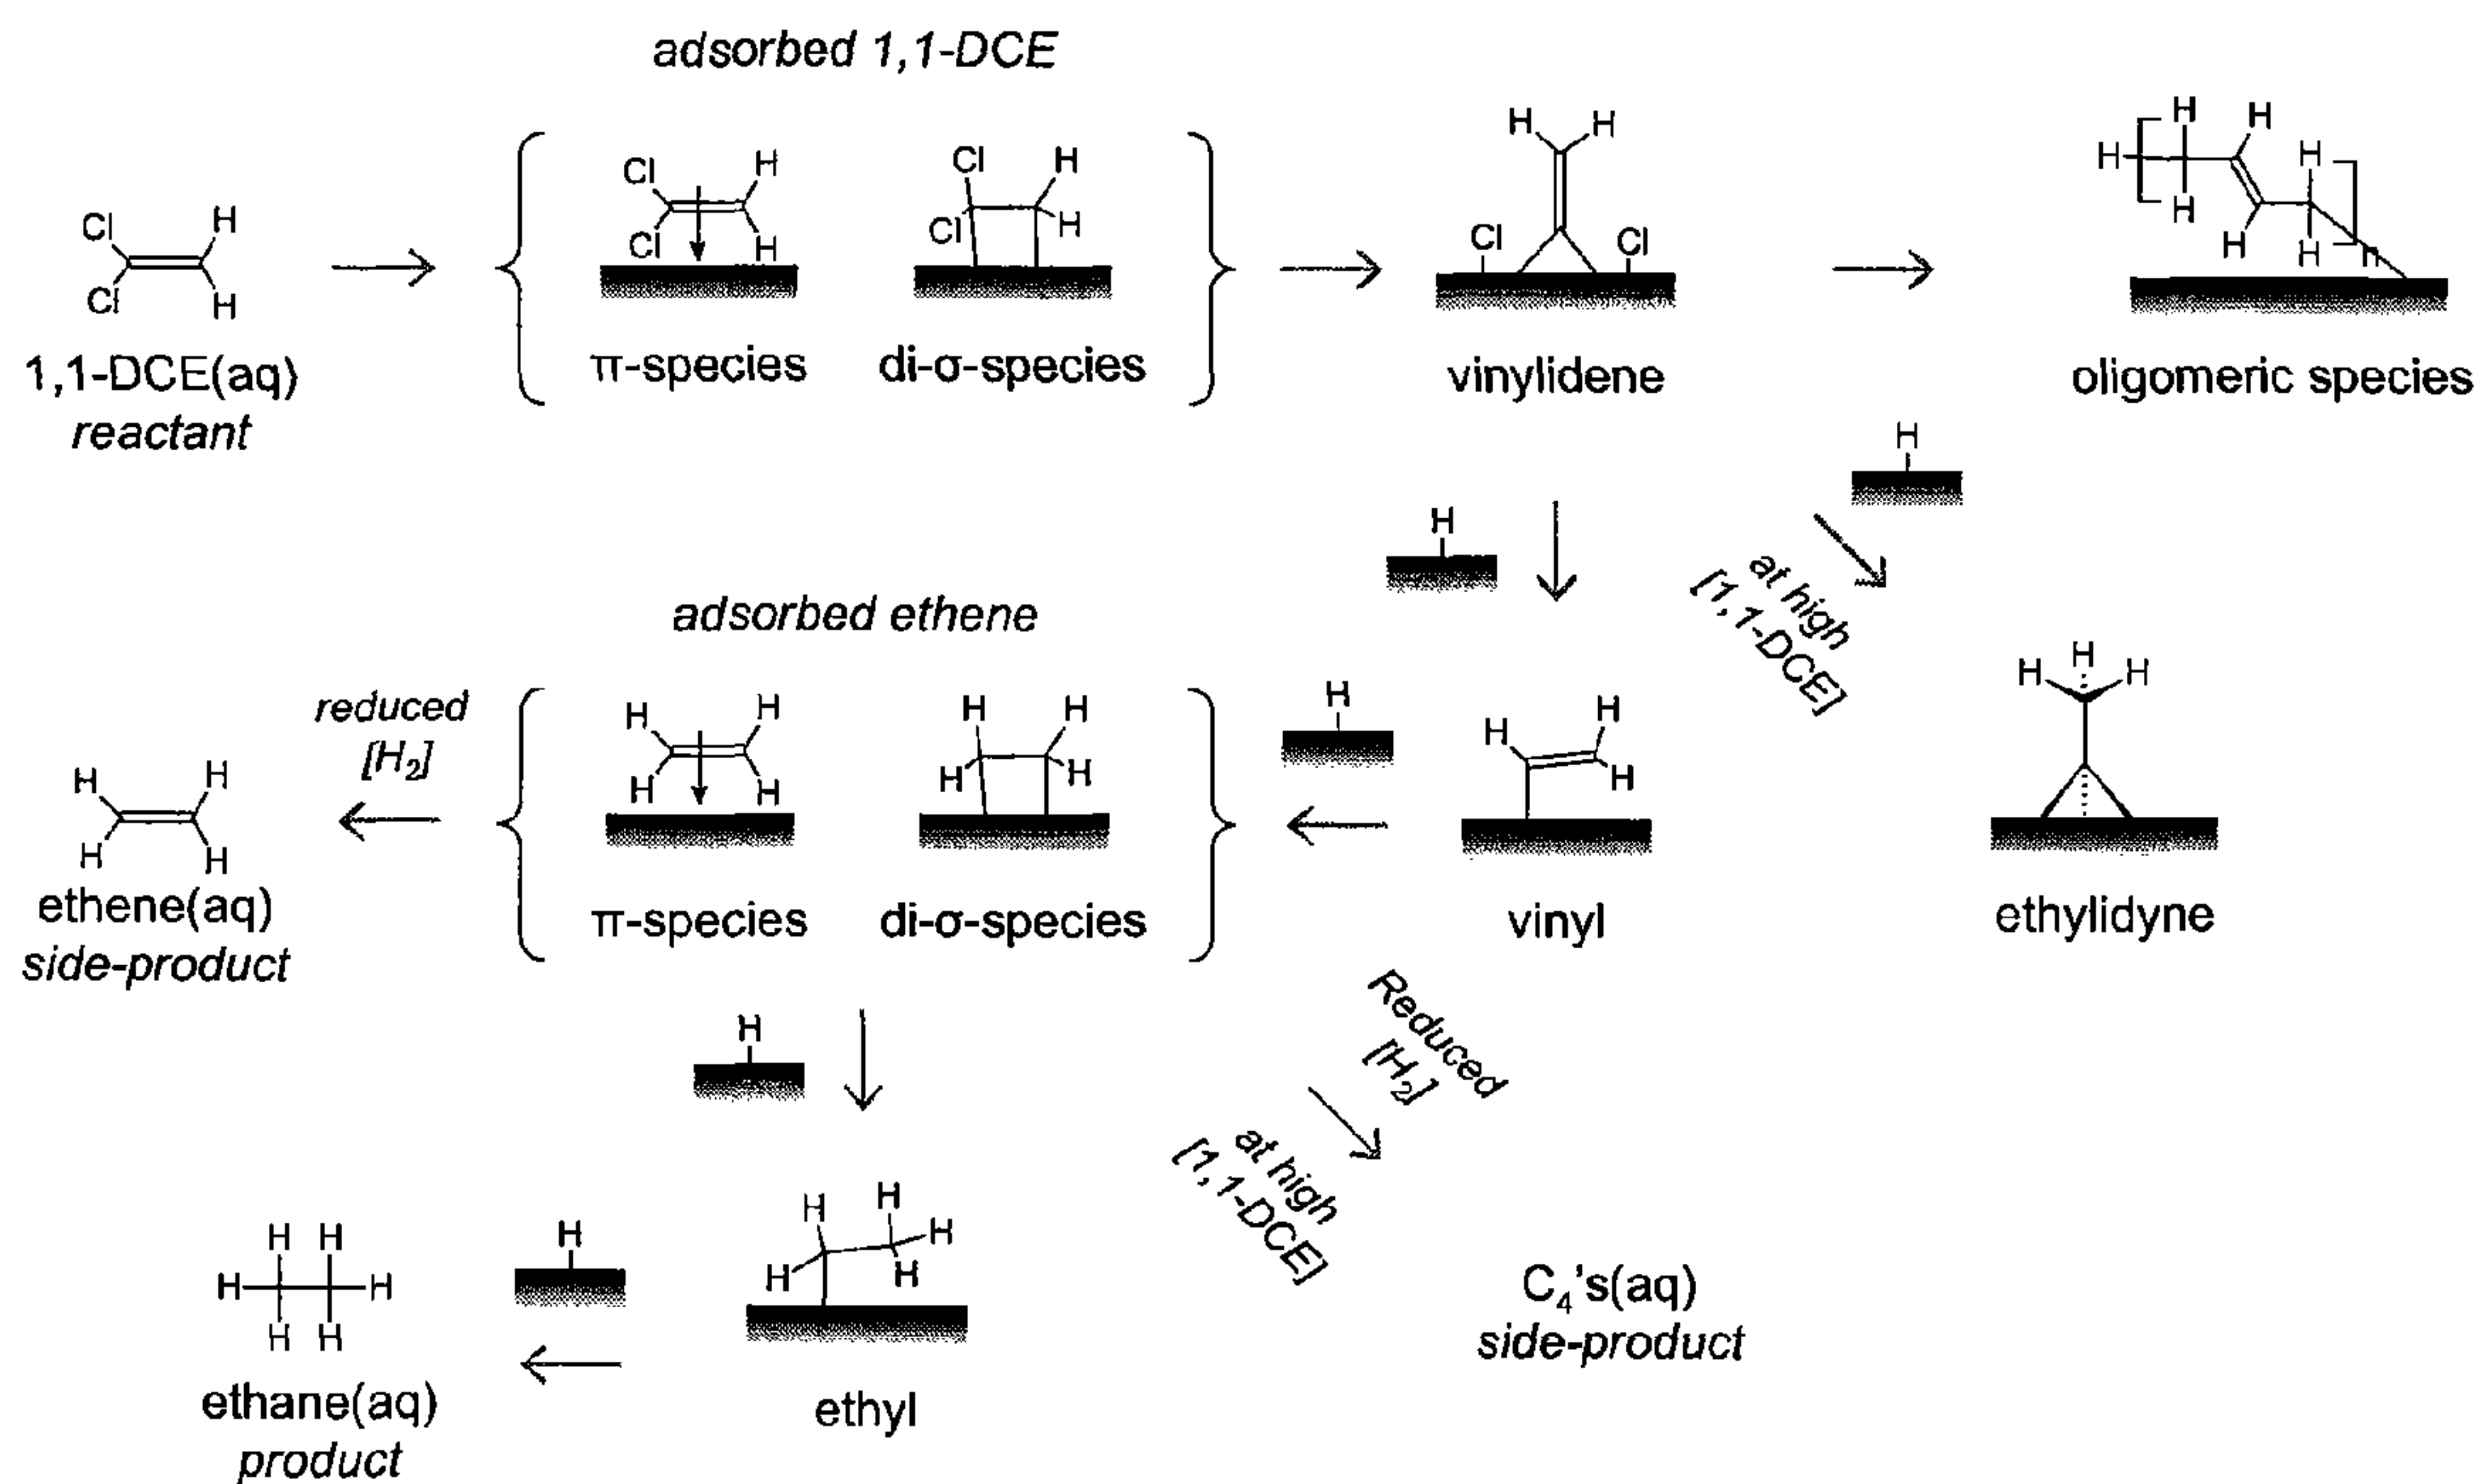 adsorbed 1,1-DCE
Cl
Cl
H
H
1,1-DCE(aq)
reactant
Cl
Cl
H
H
π-species
Cl
Cl
H
H
di-σ-species
H
H
Cl
Cl
vinylidene
H
H
H
H
H
H
H
n
oligomeric species
H
H
at high
[1,1-DCE]
adsorbed ethene
H
H
H
H
ethene(aq)
side-product
reduced
[H2]
H
H
H
H
π-species
H
H
H
H
di-σ-species
H
H
H
H
vinyl
H
H
H
ethylidyne
Reduced
[H2]
at high
[1,1-DCE]
H
H
H
H
H
H
H
ethane(aq)
product
H
H
H
H
H
H
ethyl
C4's(aq)
side-product